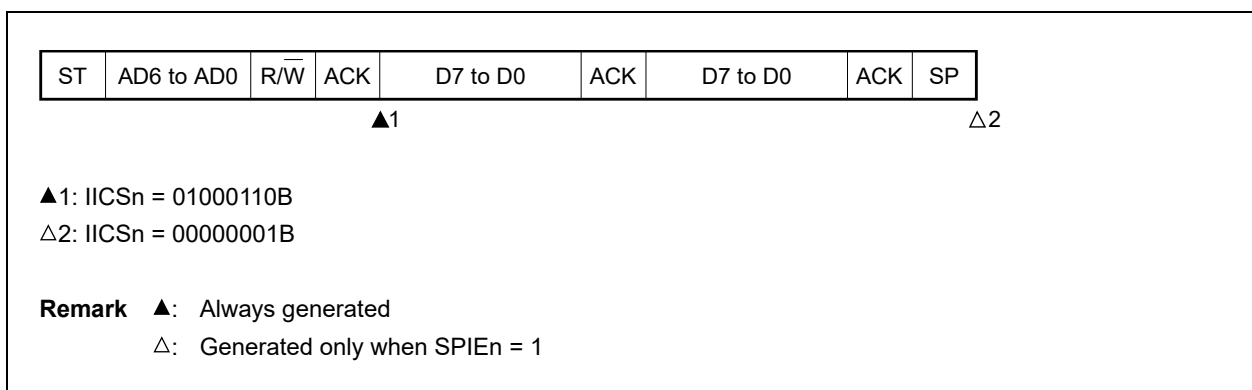 ST AD6 to AD0 R/W̅ ACK D7 to D0 ACK D7 to D0 ACK SP
▲1 △2
▲1: IICSn = 01000110B
△2: IICSn = 00000001B
Remark ▲: Always generated
△: Generated only when SPIEn = 1